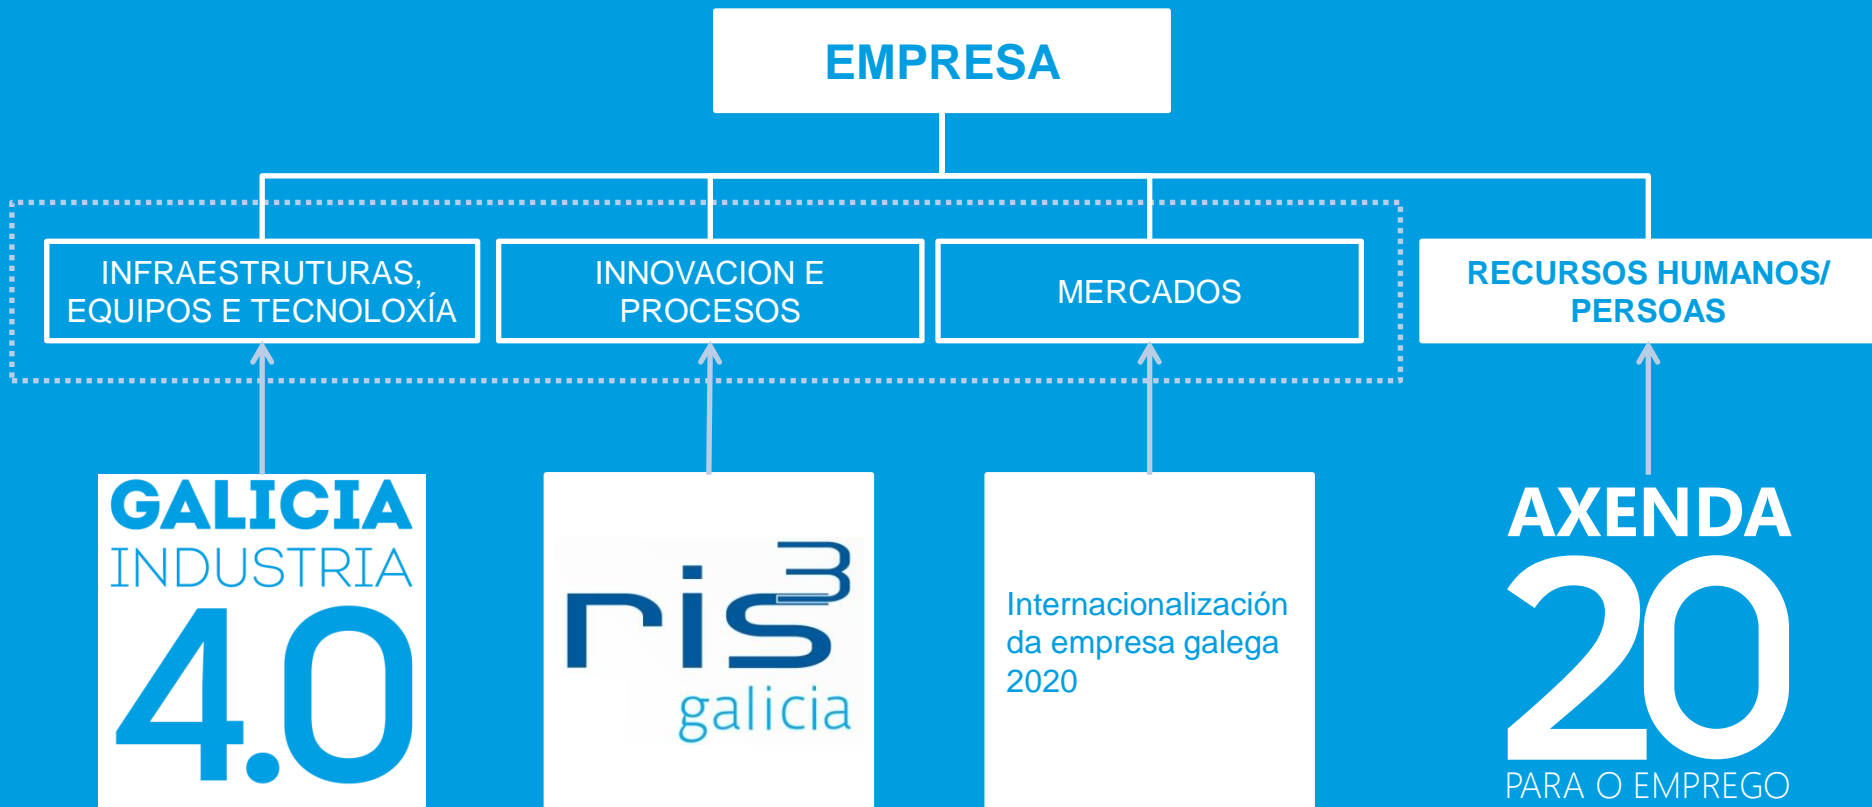 EMPRESA
INFRAESTRUTURAS,
EQUIPOS E TECNOLOXÍA
INNOVACION E
PROCESOS
MERCADOS
RECURSOS HUMANOS/
PERSOAS
GALICIA
INDUSTRIA
4.0
ris3
galicia
Internacionalización
da empresa galega
2020
AXENDA
20
PARA O EMPREGO